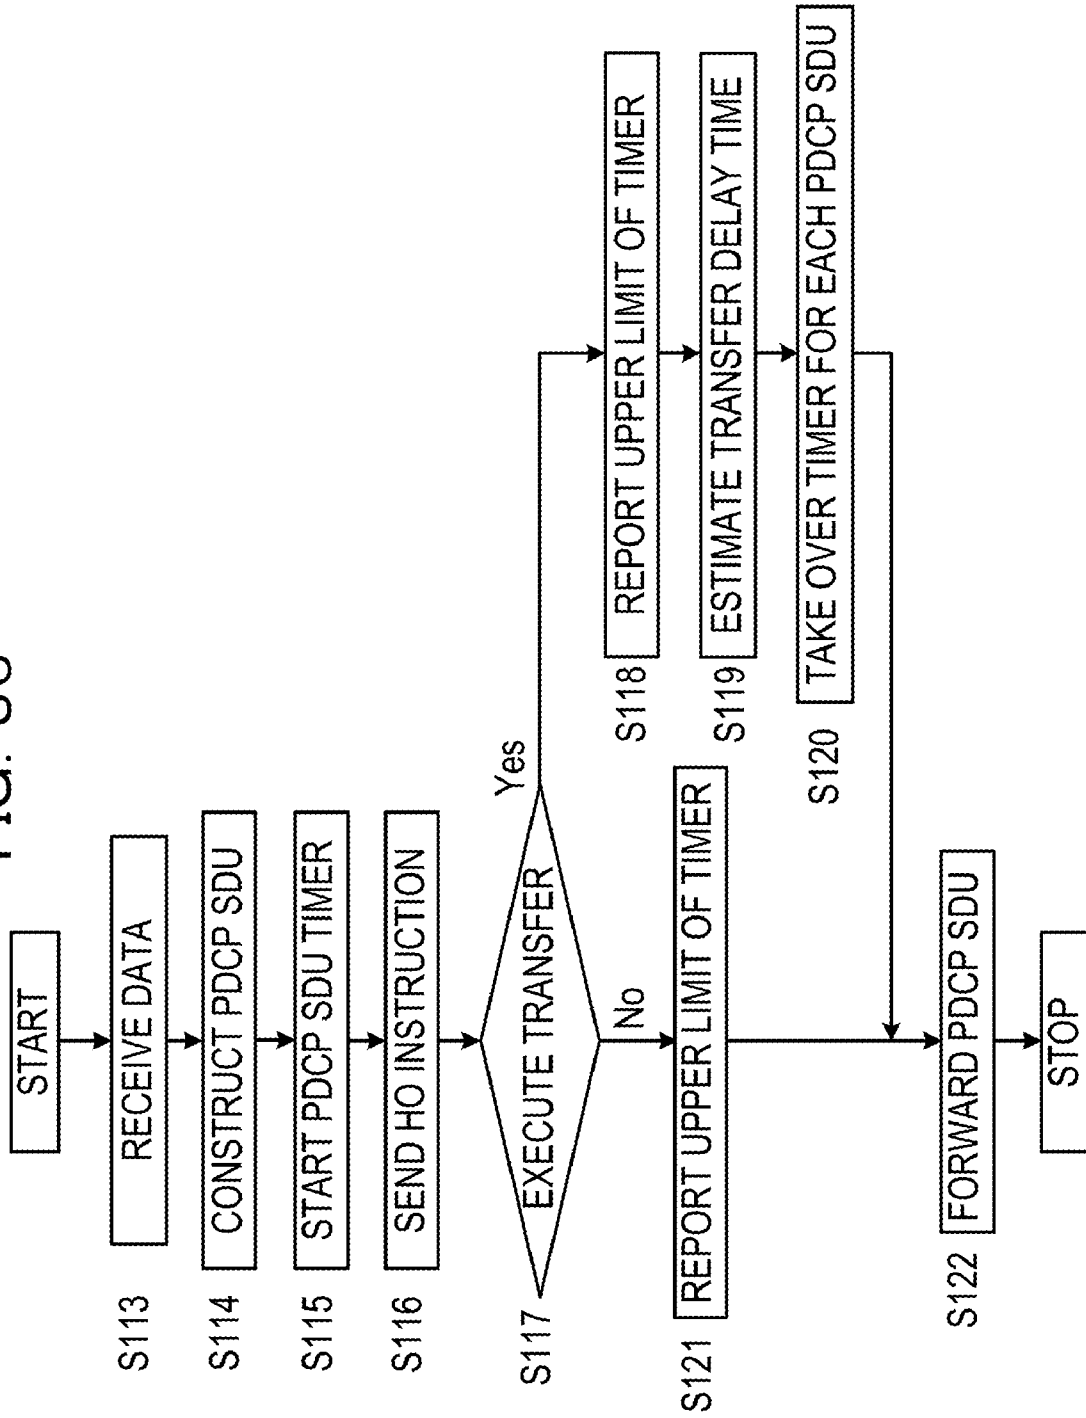 START
S113
RECEIVE DATA
S114
CONSTRUCT PDCP SDU
S115
START PDCP SDU TIMER
S116
SEND HO INSTRUCTION
S117
EXECUTE TRANSFER
Yes
No
S118
REPORT UPPER LIMIT OF TIMER
S119
ESTIMATE TRANSFER DELAY TIME
S120
TAKE OVER TIMER FOR EACH PDCP SDU
S121
REPORT UPPER LIMIT OF TIMER
S122
FORWARD PDCP SDU
STOP